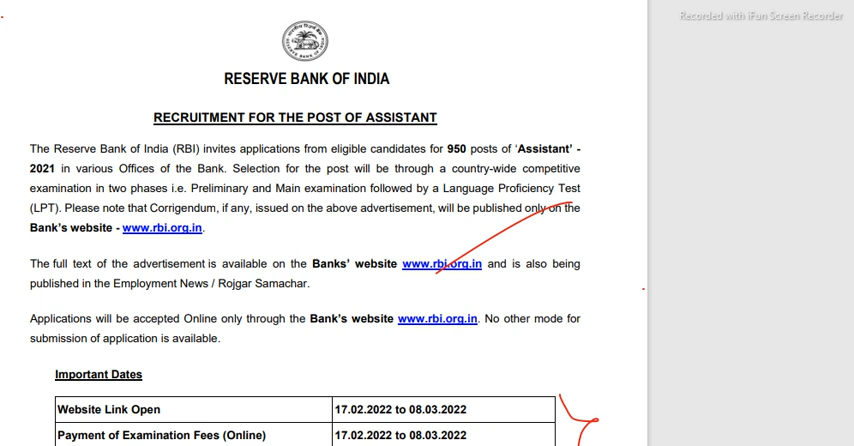 Recorded with iFun Screen Recorder
RESERVE BANK OF INDIA
RECRUITMENT FOR THE POST OF ASSISTANT
The Reserve Bank of India (RBI) invites applications from eligible candidates for 950 posts of ‘Assistant’ -
2021 in various Offices of the Bank. Selection for the post will be through a country-wide competitive
examination in two phases i.e. Preliminary and Main examination followed by a Language Proficiency Test
(LPT). Please note that Corrigendum, if any, issued on the above advertisement, will be published only on the
Bank’s website - www.rbi.org.in.
The full text of the advertisement is available on the Banks’ website www.rbi.org.in and is also being
published in the Employment News / Rojgar Samachar.
Applications will be accepted Online only through the Bank’s website www.rbi.org.in. No other mode for
submission of application is available.
Important Dates
Website Link Open 17.02.2022 to 08.03.2022
Payment of Examination Fees (Online) 17.02.2022 to 08.03.2022